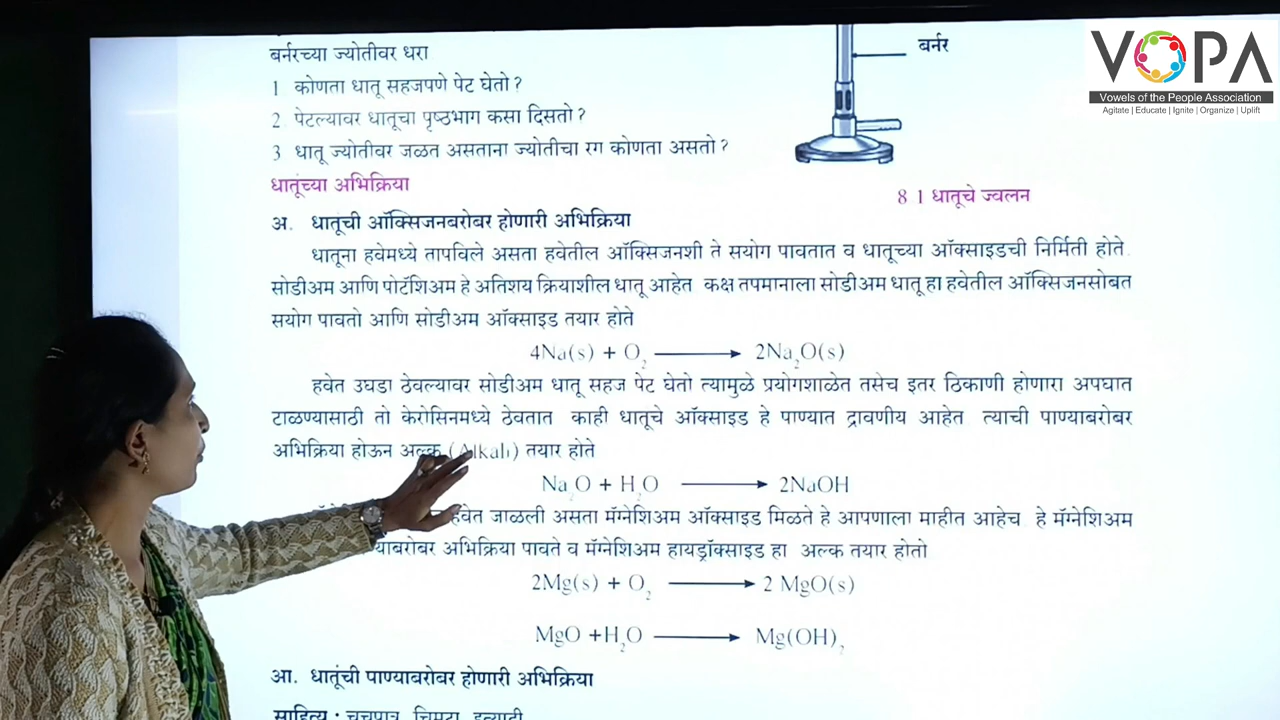 VOPA
Vowels of the People Association
Agitate | Educate | Ignite | Organize | Uplift
बर्नरच्या ज्योतीवर धरा
बर्नर
1 कोणता धातू सहजपणे पेट घेतो ?
2 पेटल्यावर धातूचा पृष्ठभाग कसा दिसतो ?
3 धातू ज्योतीवर जळत असताना ज्योतीचा रग कोणता असतो ?
धातूंच्या अभिक्रिया
8 1 धातूचे ज्वलन
अ. धातूची ऑक्सिजनबरोबर होणारी अभिक्रिया
धातूना हवेमध्ये तापविले असता हवेतील ऑक्सिजनशी ते सयोग पावतात व धातूच्या ऑक्साइडची निर्मिती होते.
सोडीअम आणि पोटॅशिअम हे अतिशय क्रियाशील धातू आहेत कक्ष तपमानाला सोडीअम धातू हा हवेतील ऑक्सिजनसोबत
सयोग पावतो आणि सोडीअम ऑक्साइड तयार होते
4Na(s) + O₂ ⟶ 2Na₂O(s)
हवेत उघडा ठेवल्यावर सोडीअम धातू सहज पेट घेतो त्यामुळे प्रयोगशाळेत तसेच इतर ठिकाणी होणारा अपघात
टाळण्यासाठी तो केरोसिनमध्ये ठेवतात काही धातूचे ऑक्साइड हे पाण्यात द्रावणीय आहेत त्याची पाण्याबरोबर
अभिक्रिया होऊन अल्क (Alkali) तयार होते
Na₂O + H₂O ⟶ 2NaOH
हवेत जाळली असता मॅग्नेशिअम ऑक्साइड मिळते हे आपणाला माहीत आहेच हे मॅग्नेशिअम
याबरोबर अभिक्रिया पावते व मॅग्नेशिअम हायड्रॉक्साइड हा अल्क तयार होतो
2Mg(s) + O₂ ⟶ 2 MgO(s)
MgO +H₂O ⟶ Mg(OH)₂
आ. धातूंची पाण्याबरोबर होणारी अभिक्रिया
साहित्य : चचुपात्र, चिमटा, इत्यादी